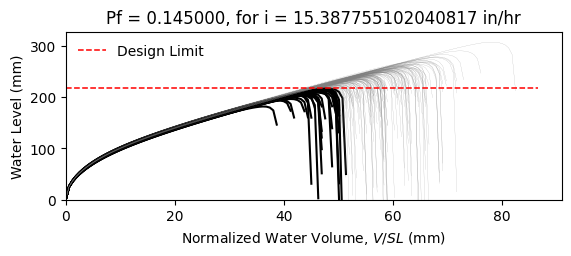 Pf = 0.145000, for i = 15.387755102040817 in/hr
Design Limit
Water Level (mm)
300
200
100
0
0 20 40 60 80
Normalized Water Volume, V/SL (mm)